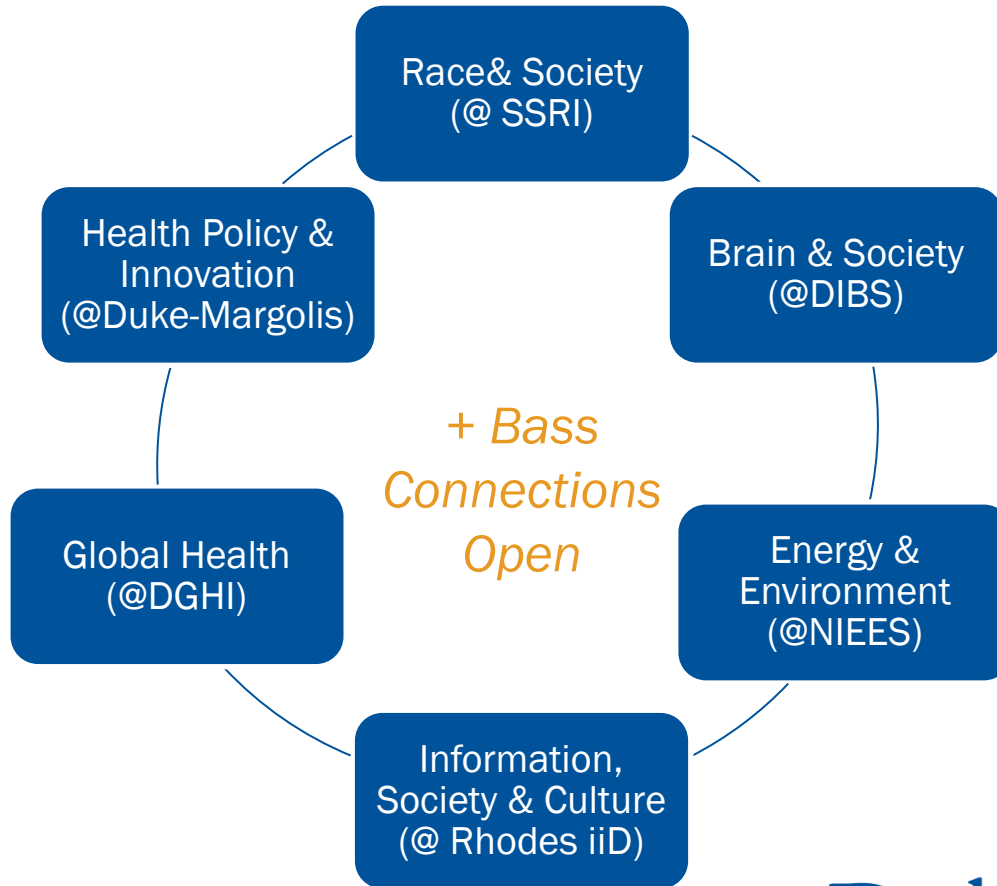 Race& Society
(@ SSRI)
Health Policy &
Innovation
(@Duke-Margolis)
Brain & Society
(@DIBS)
+ Bass
Connections
Open
Global Health
(@DGHI)
Energy &
Environment
(@NIEES)
Information,
Society & Culture
(@ Rhodes iiD)